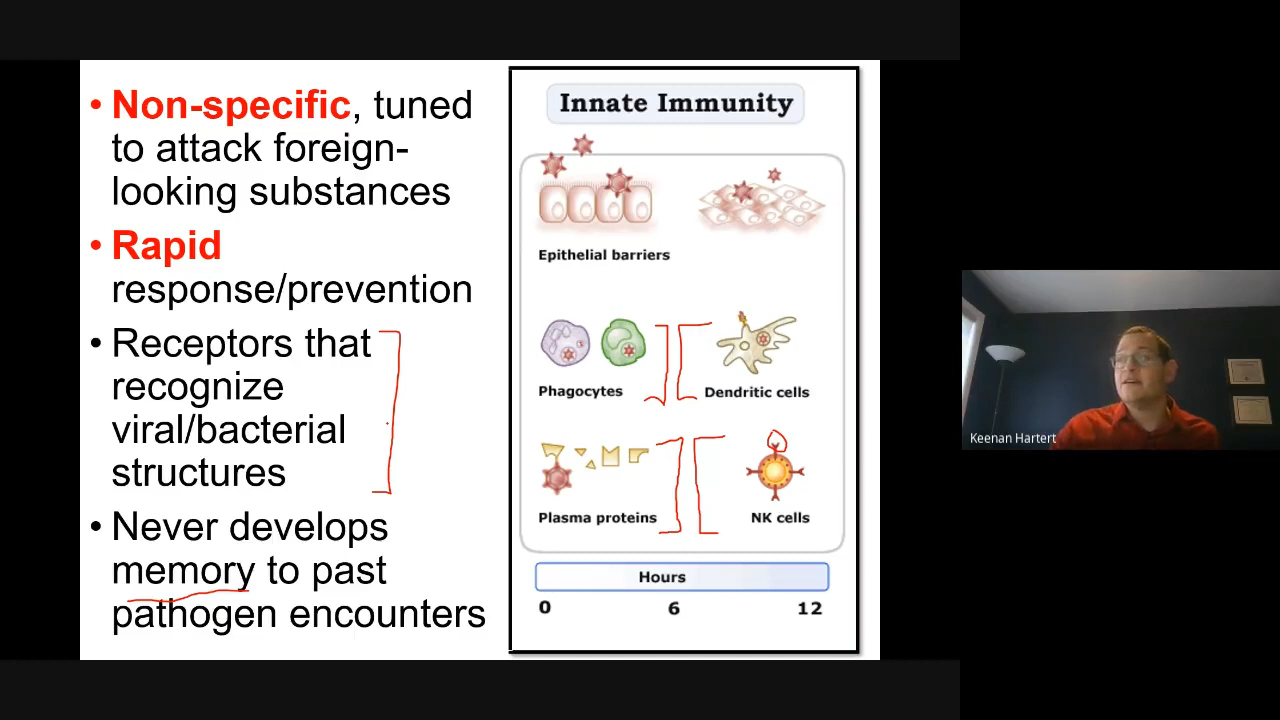 • Non-specific, tuned
to attack foreign-
looking substances
• Rapid
response/prevention
• Receptors that
recognize
viral/bacterial
structures
• Never develops
memory to past
pathogen encounters
Innate Immunity
Epithelial barriers
Phagocytes
Dendritic cells
Plasma proteins
NK cells
Hours
0 6 12
Keenan Hartert